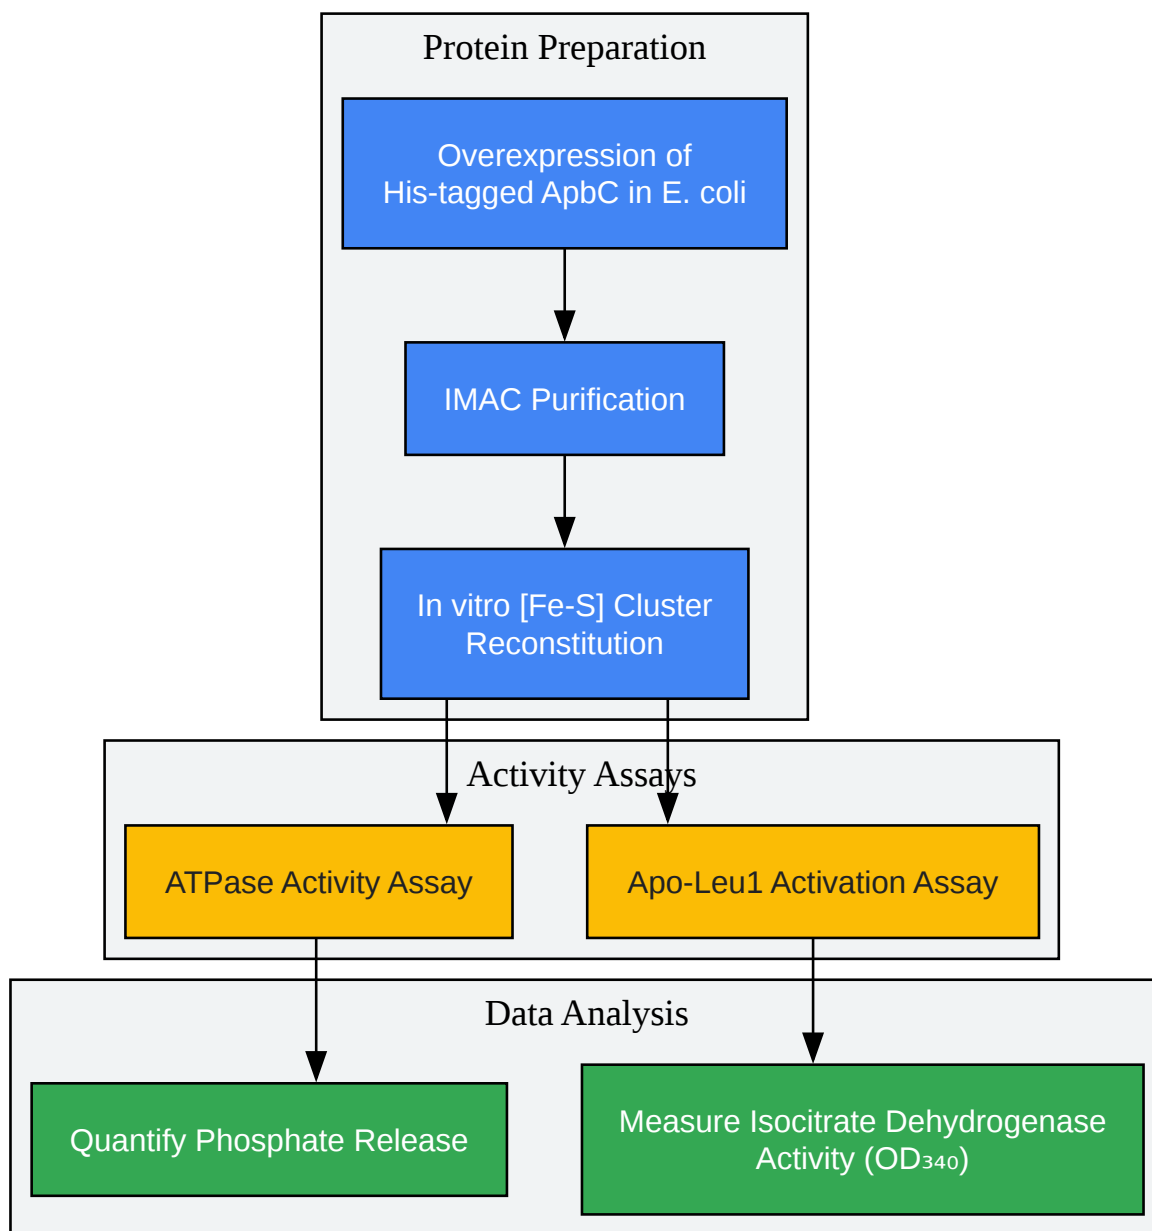 Protein Preparation
Overexpression of
His-tagged ApbC in E. coli
IMAC Purification
In vitro [Fe-S] Cluster
Reconstitution
Activity Assays
ATPase Activity Assay
Apo-Leu1 Activation Assay
Data Analysis
Quantify Phosphate Release
Measure Isocitrate Dehydrogenase
Activity (OD₃₄₀)